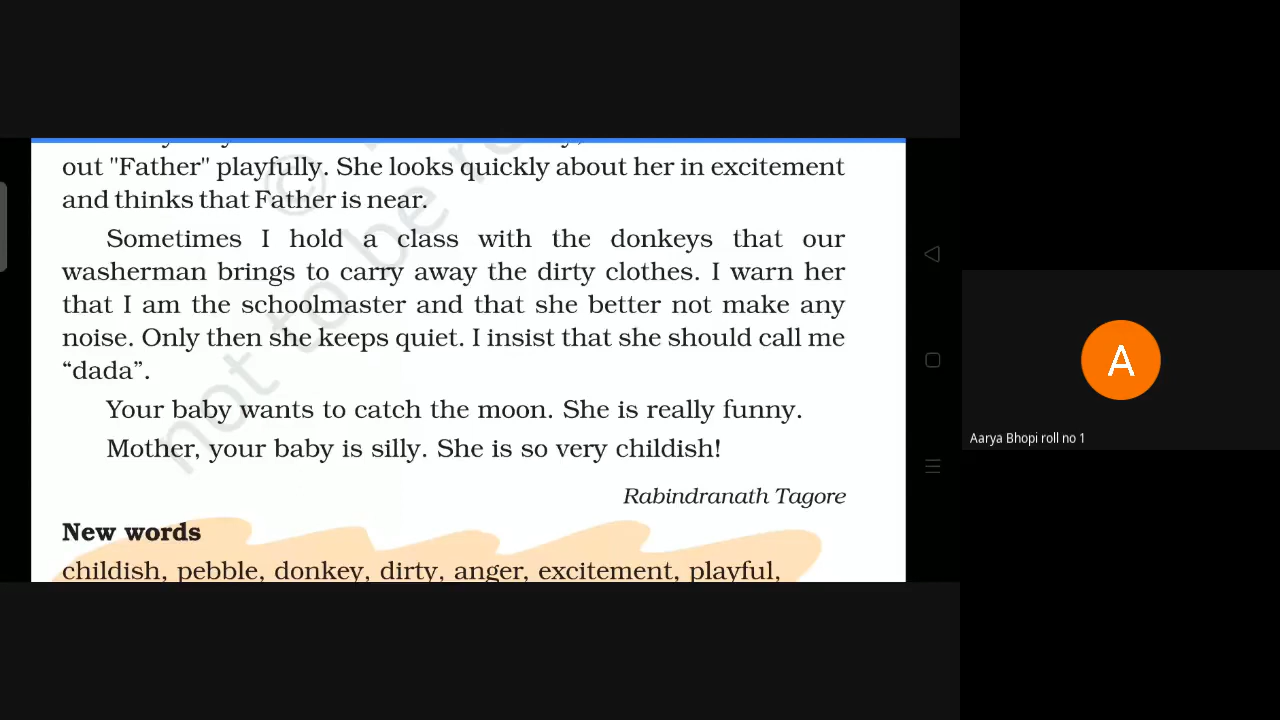 out "Father" playfully. She looks quickly about her in excitement
and thinks that Father is near.
Sometimes I hold a class with the donkeys that our
washerman brings to carry away the dirty clothes. I warn her
that I am the schoolmaster and that she better not make any
noise. Only then she keeps quiet. I insist that she should call me
“dada”.
Your baby wants to catch the moon. She is really funny.
Mother, your baby is silly. She is so very childish!
Rabindranath Tagore
New words
childish, pebble, donkey, dirty, anger, excitement, playful,
©
not to be re
A
Aarya Bhopi roll no 1